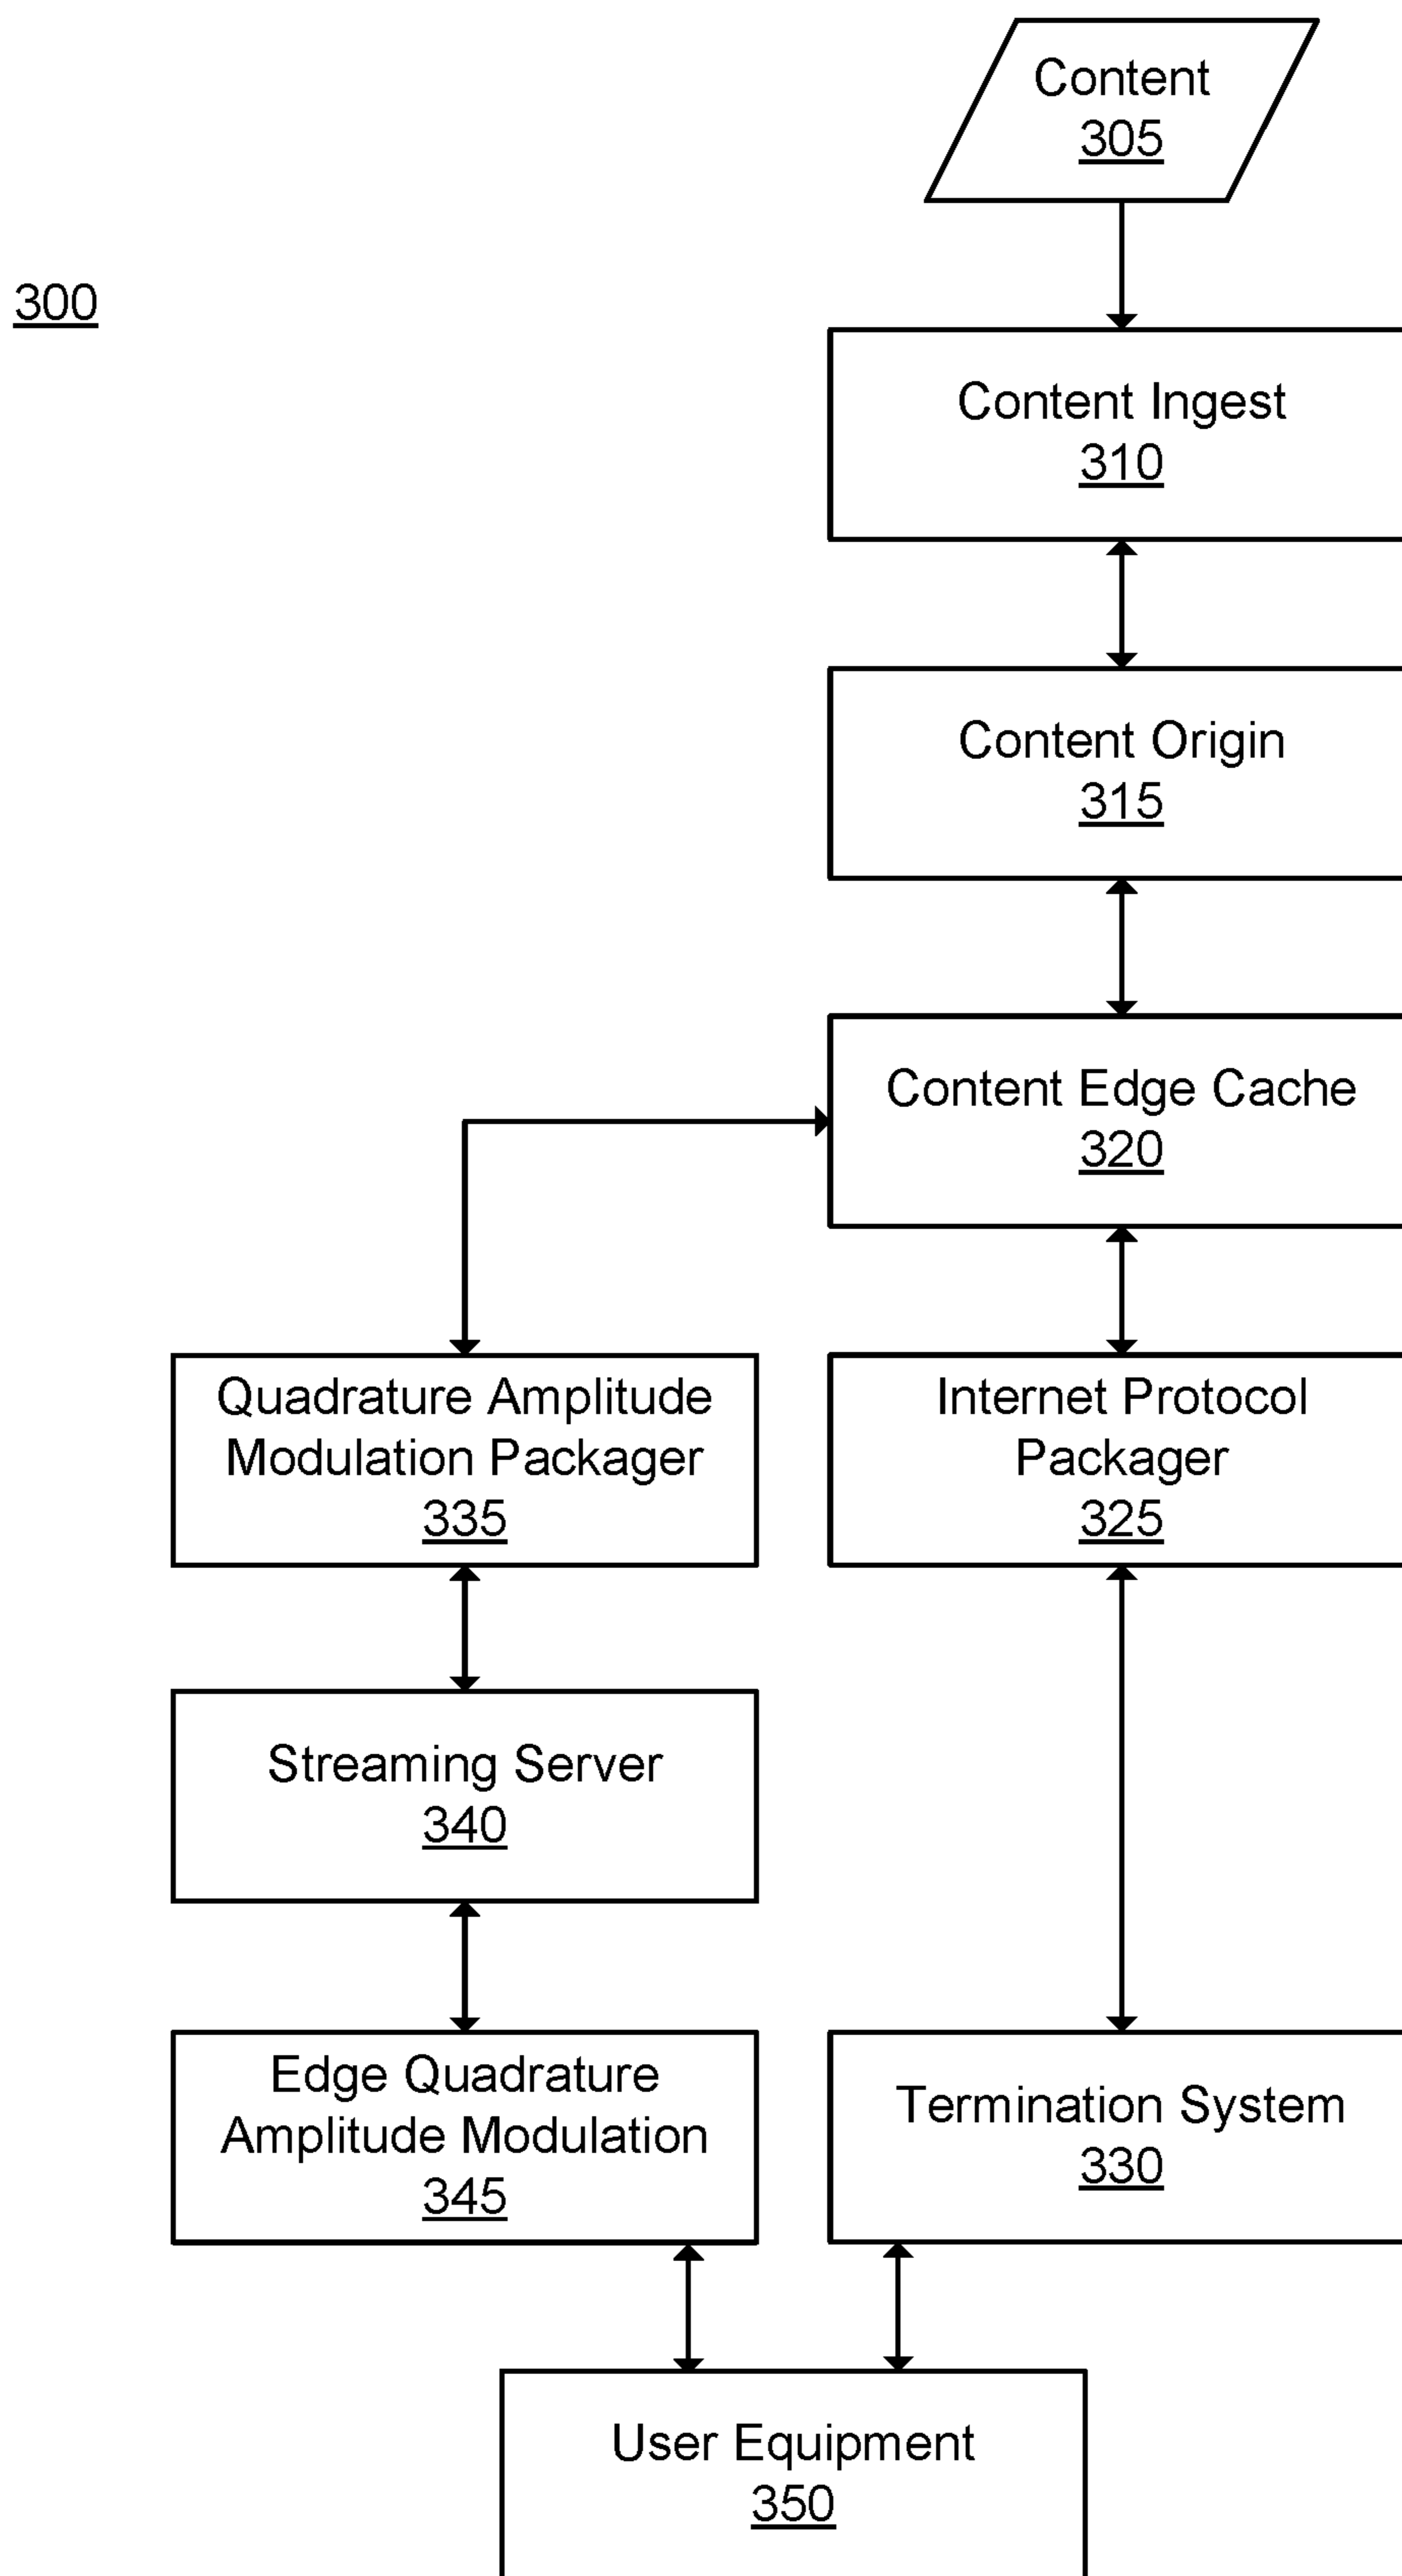 Content
305
300
Content Ingest
310
Content Origin
315
Content Edge Cache
320
Quadrature Amplitude
Modulation Packager
335
Internet Protocol
Packager
325
Streaming Server
340
Edge Quadrature
Amplitude Modulation
345
Termination System
330
User Equipment
350